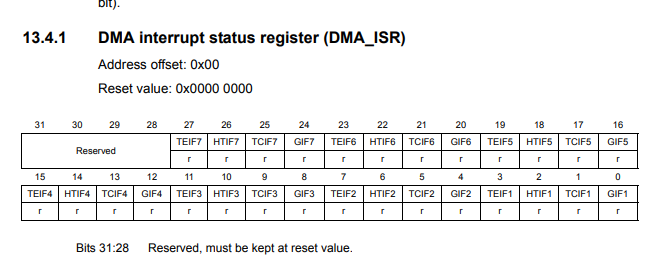 bit).
13.4.1 DMA interrupt status register (DMA_ISR)
Address offset: 0x00
Reset value: 0x0000 0000
31 30 29 28 27 26 25 24 23 22 21 20 19 18 17 16
Reserved TEIF7 HTIF7 TCIF7 GIF7 TEIF6 HTIF6 TCIF6 GIF6 TEIF5 HTIF5 TCIF5 GIF5
r r r r r r r r r r r r
15 14 13 12 11 10 9 8 7 6 5 4 3 2 1 0
TEIF4 HTIF4 TCIF4 GIF4 TEIF3 HTIF3 TCIF3 GIF3 TEIF2 HTIF2 TCIF2 GIF2 TEIF1 HTIF1 TCIF1 GIF1
r r r r r r r r r r r r r r r r
Bits 31:28 Reserved, must be kept at reset value.